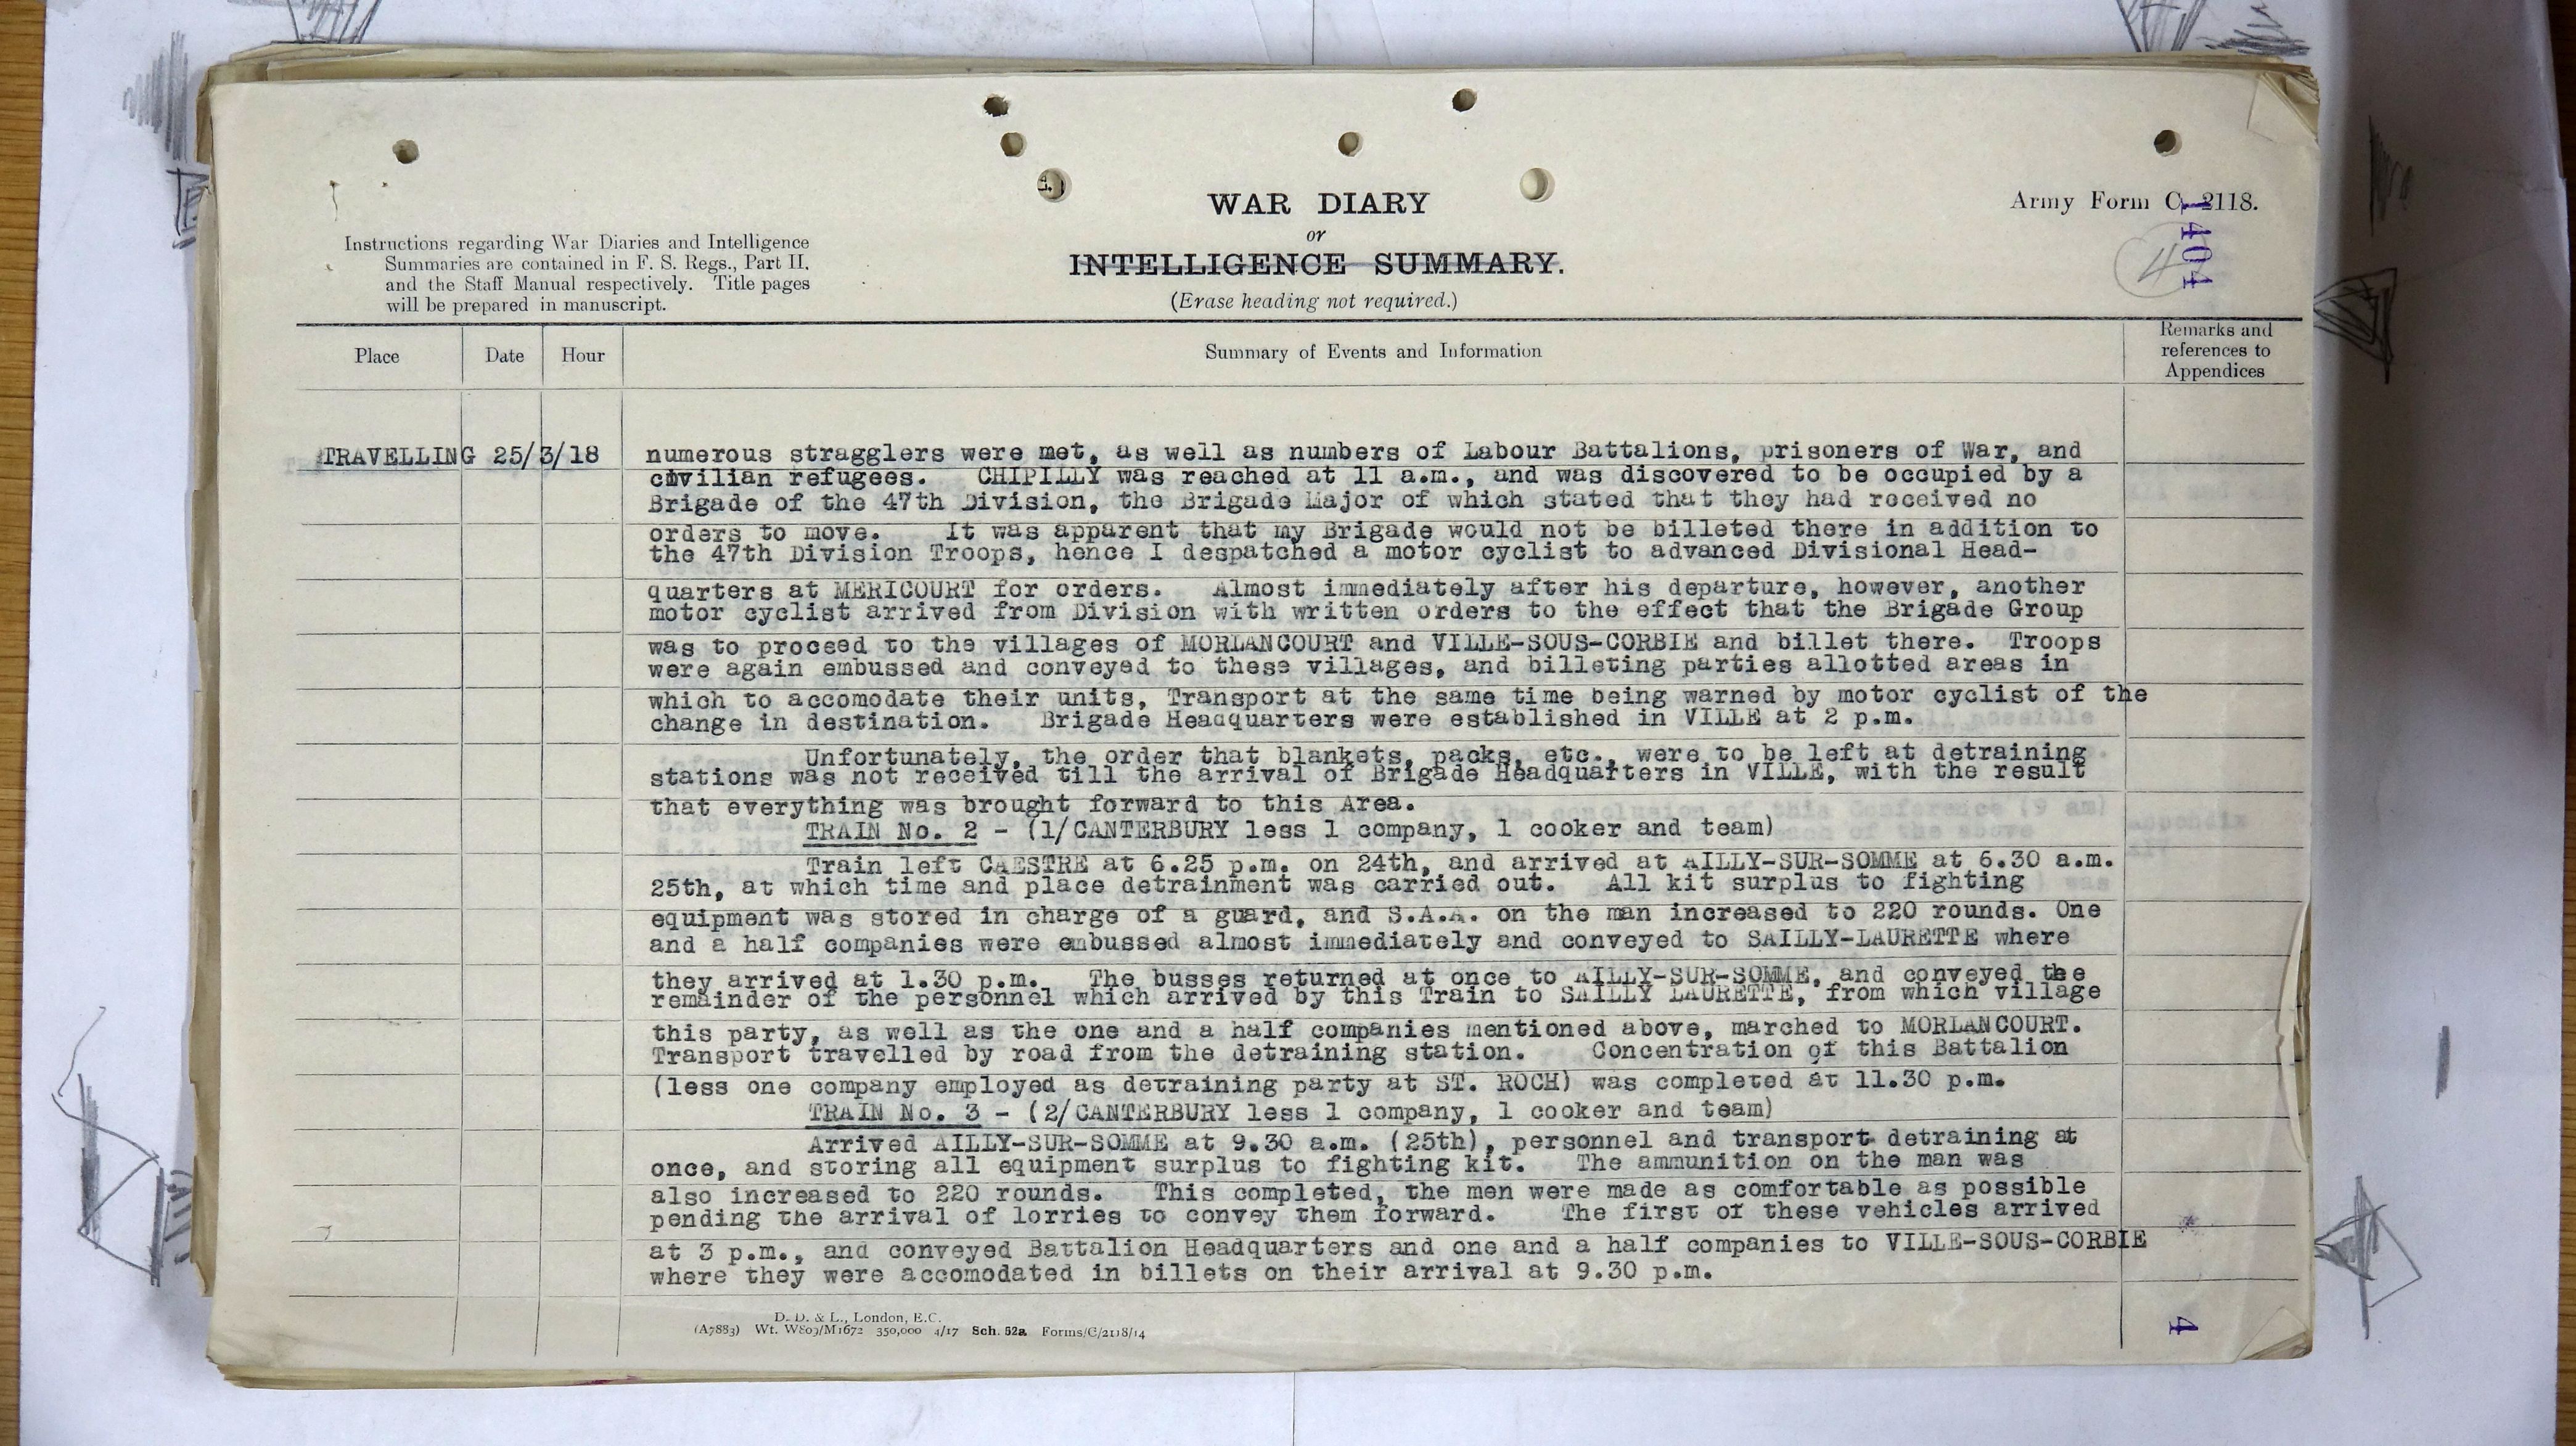 WAR DIARY
or
INTELLIGENCE SUMMARY.
(Erase heading not required.)
Army Form C. 2118.
1401
4
Instructions regarding War Diaries and Intelligence
Summaries are contained in F. S. Regs., Part II.
and the Staff Manual respectively. Title pages
will be prepared in manuscript.
Place Date Hour Summary of Events and Information Remarks and references to Appendices
TRAVELLING 25/3/18 numerous stragglers were met, as well as numbers of Labour Battalions, prisoners of War, and
civilian refugees. CHIPILLY was reached at 11 a.m., and was discovered to be occupied by a
Brigade of the 47th Division, the Brigade Major of which stated that they had received no
orders to move. It was apparent that my Brigade would not be billeted there in addition to
the 47th Division Troops, hence I despatched a motor cyclist to advanced Divisional Head-
quarters at MERICOURT for orders. Almost immediately after his departure, however, another
motor cyclist arrived from Division with written orders to the effect that the Brigade Group
was to proceed to the villages of MORLANCOURT and VILLE-SOUS-CORBIE and billet there. Troops
were again embussed and conveyed to these villages, and billeting parties allotted areas in
which to accomodate their units, Transport at the same time being warned by motor cyclist of the
change in destination. Brigade Headquarters were established in VILLE at 2 p.m.
Unfortunately, the order that blankets, packs, etc., were to be left at detraining
stations was not received till the arrival of Brigade Headquarters in VILLE, with the result
that everything was brought forward to this Area.
TRAIN No. 2 - (1/CANTERBURY less 1 company, 1 cooker and team)
Train left CAESTRE at 6.25 p.m. on 24th, and arrived at AILLY-SUR-SOMME at 6.30 a.m.
25th, at which time and place detrainment was carried out. All kit surplus to fighting
equipment was stored in charge of a guard, and S.A.A. on the man increased to 220 rounds. One
and a half companies were embussed almost immediately and conveyed to SAILLY-LAURETTE where
they arrived at 1.30 p.m. The busses returned at once to AILLY-SUR-SOMME, and conveyed the
remainder of the personnel which arrived by this Train to SAILLY LAURETTE, from which village
this party, as well as the one and a half companies mentioned above, marched to MORLANCOURT.
Transport travelled by road from the detraining station. Concentration of this Battalion
(less one company employed as detraining party at ST. ROCH) was completed at 11.30 p.m.
TRAIN No. 3 - (2/CANTERBURY less 1 company, 1 cooker and team)
Arrived AILLY-SUR-SOMME at 9.30 a.m. (25th), personnel and transport detraining at
once, and storing all equipment surplus to fighting kit. The ammunition on the man was
also increased to 220 rounds. This completed, the men were made as comfortable as possible
pending the arrival of lorries to convey them forward. The first of these vehicles arrived
at 3 p.m., and conveyed Battalion Headquarters and one and a half companies to VILLE-SOUS-CORBIE
where they were accomodated in billets on their arrival at 9.30 p.m.
D. D. & L., London, E.C.
(A7883) Wt. W809/M1672 350,000 4/17 Sch. 52a Forms/C/2118/14
4